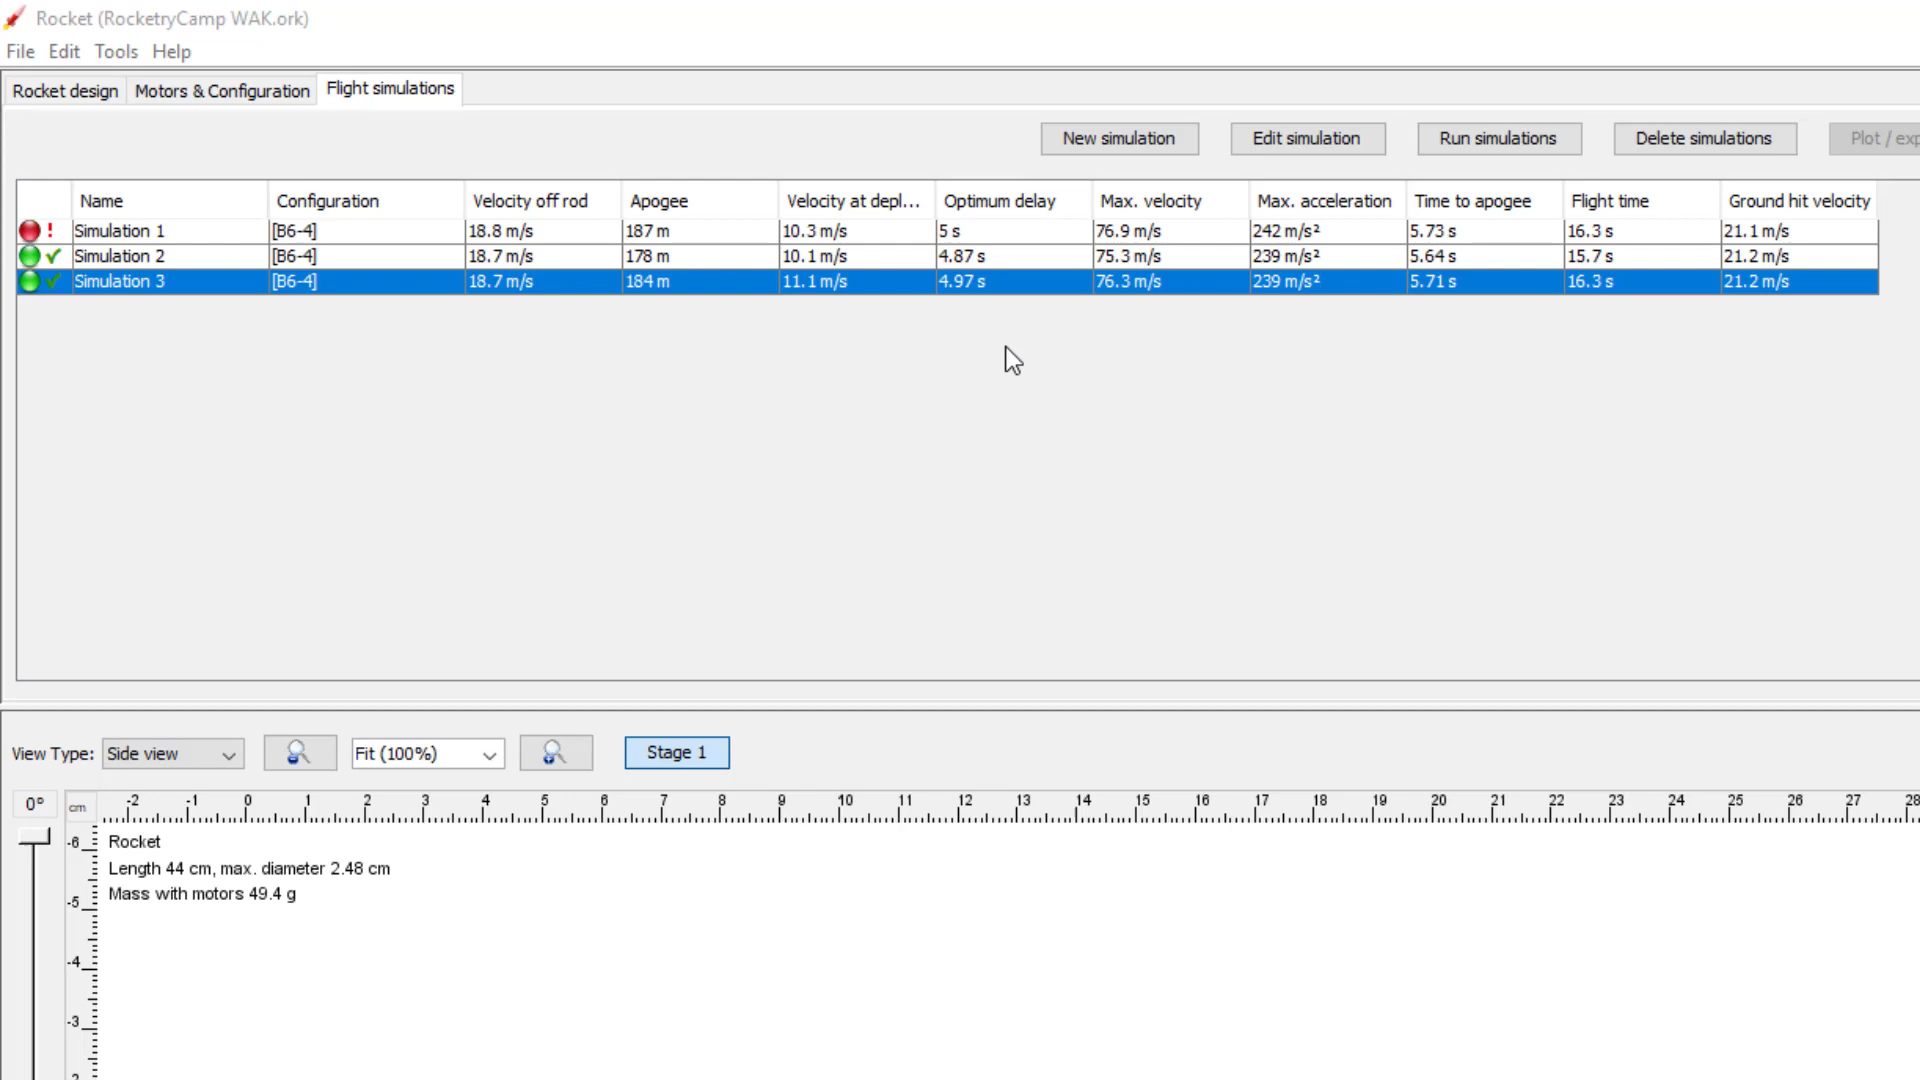 Rocket (RocketryCamp WAK.ork)
File Edit Tools Help
Rocket design Motors & Configuration Flight simulations
New simulation Edit simulation Run simulations Delete simulations Plot / exp
Name Configuration Velocity off rod Apogee Velocity at depl... Optimum delay Max. velocity Max. acceleration Time to apogee Flight time Ground hit velocity
! Simulation 1 [B6-4] 18.8 m/s 187 m 10.3 m/s 5 s 76.9 m/s 242 m/s² 5.73 s 16.3 s 21.1 m/s
Simulation 2 [B6-4] 18.7 m/s 178 m 10.1 m/s 4.87 s 75.3 m/s 239 m/s² 5.64 s 15.7 s 21.2 m/s
Simulation 3 [B6-4] 18.7 m/s 184 m 11.1 m/s 4.97 s 76.3 m/s 239 m/s² 5.71 s 16.3 s 21.2 m/s
View Type: Side view Fit (100%) Stage 1
0° cm -2 -1 0 1 2 3 4 5 6 7 8 9 10 11 12 13 14 15 16 17 18 19 20 21 22 23 24 25 26 27 28
-6 Rocket
Length 44 cm, max. diameter 2.48 cm
Mass with motors 49.4 g
-5
-4
-3